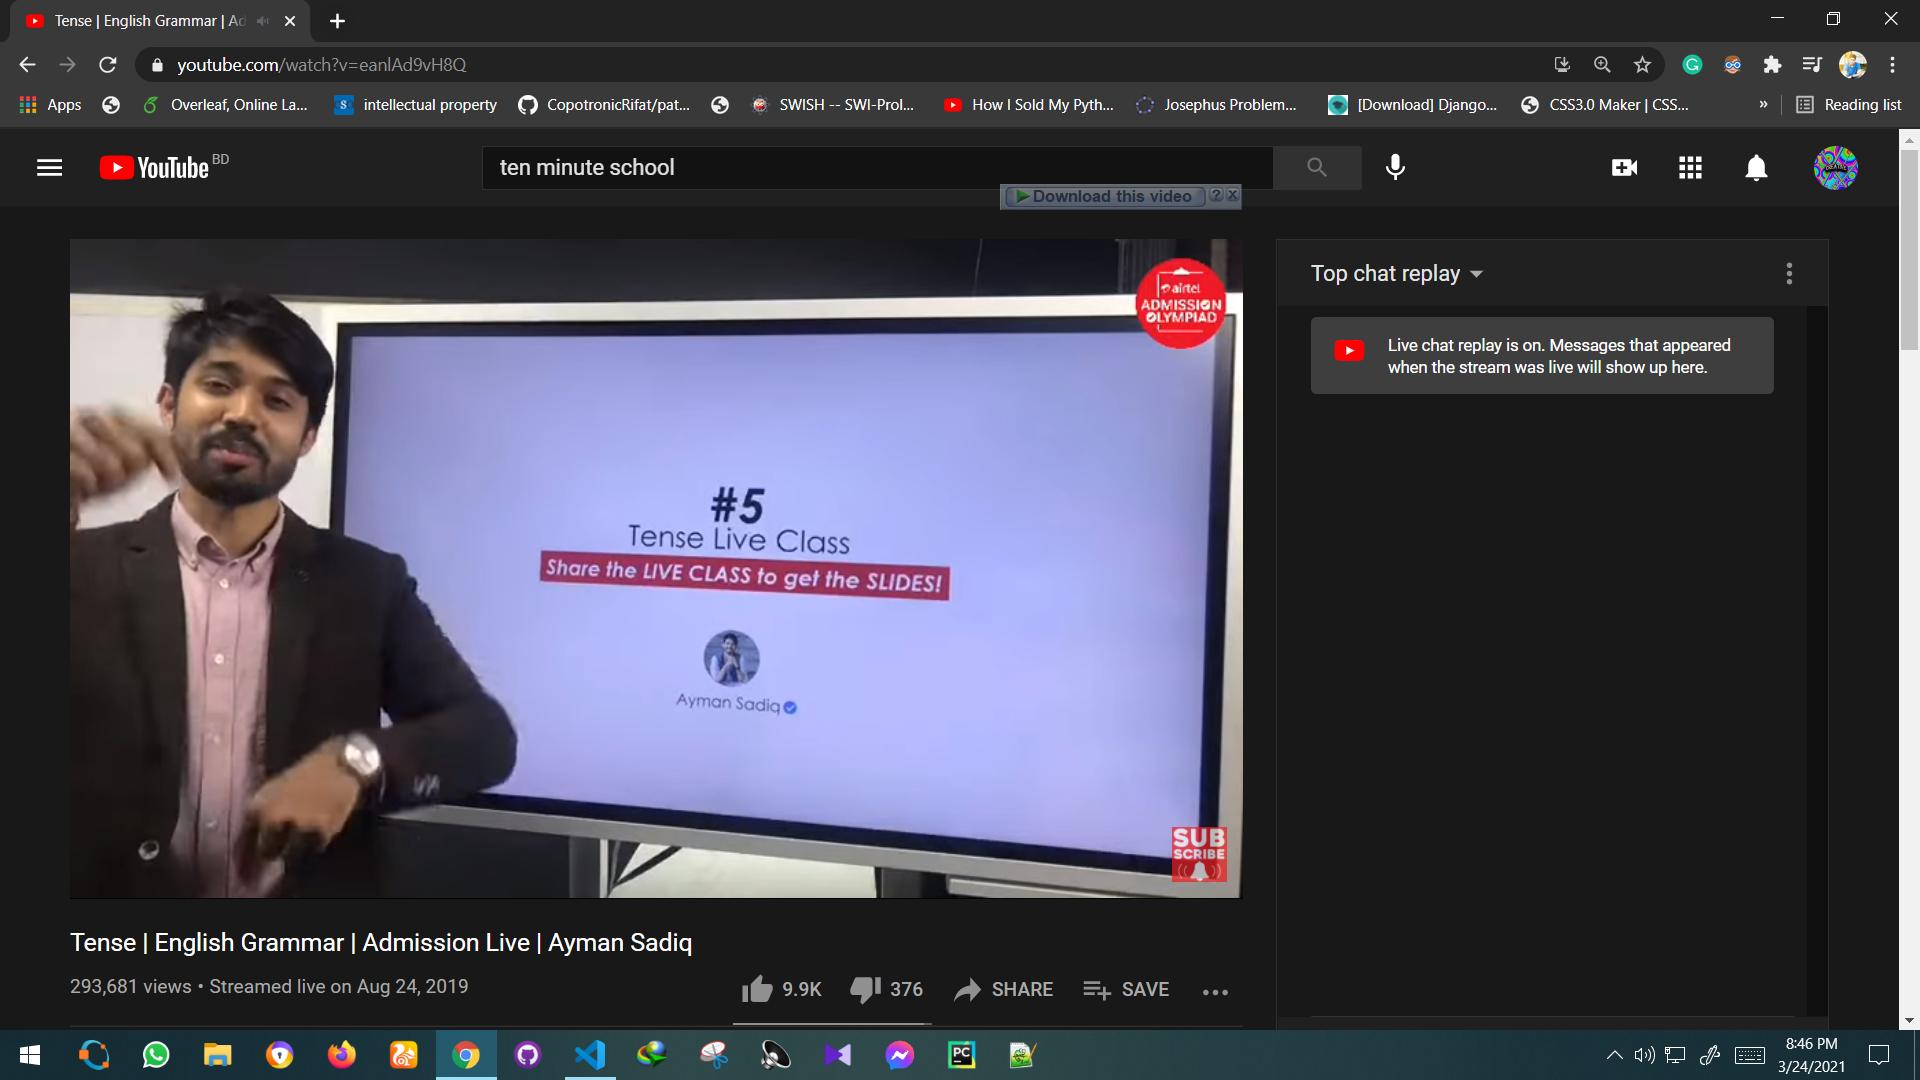 Tense | English Grammar | Ad
youtube.com/watch?v=eanlAd9vH8Q
Apps
Overleaf, Online La...
intellectual property
CopotronicRifat/pat...
SWISH -- SWI-Prol...
How I Sold My Pyth...
Josephus Problem...
[Download] Django...
CSS3.0 Maker | CSS...
»
Reading list
YouTube BD
ten minute school
Download this video
Top chat replay
Live chat replay is on. Messages that appeared
when the stream was live will show up here.
airtel
ADMISSION
OLYMPIAD
#5
Tense Live Class
Share the LIVE CLASS to get the SLIDES!
Ayman Sadiq
SUB
SCRIBE
Tense | English Grammar | Admission Live | Ayman Sadiq
293,681 views • Streamed live on Aug 24, 2019
9.9K
376
SHARE
SAVE
PC
8:46 PM
3/24/2021